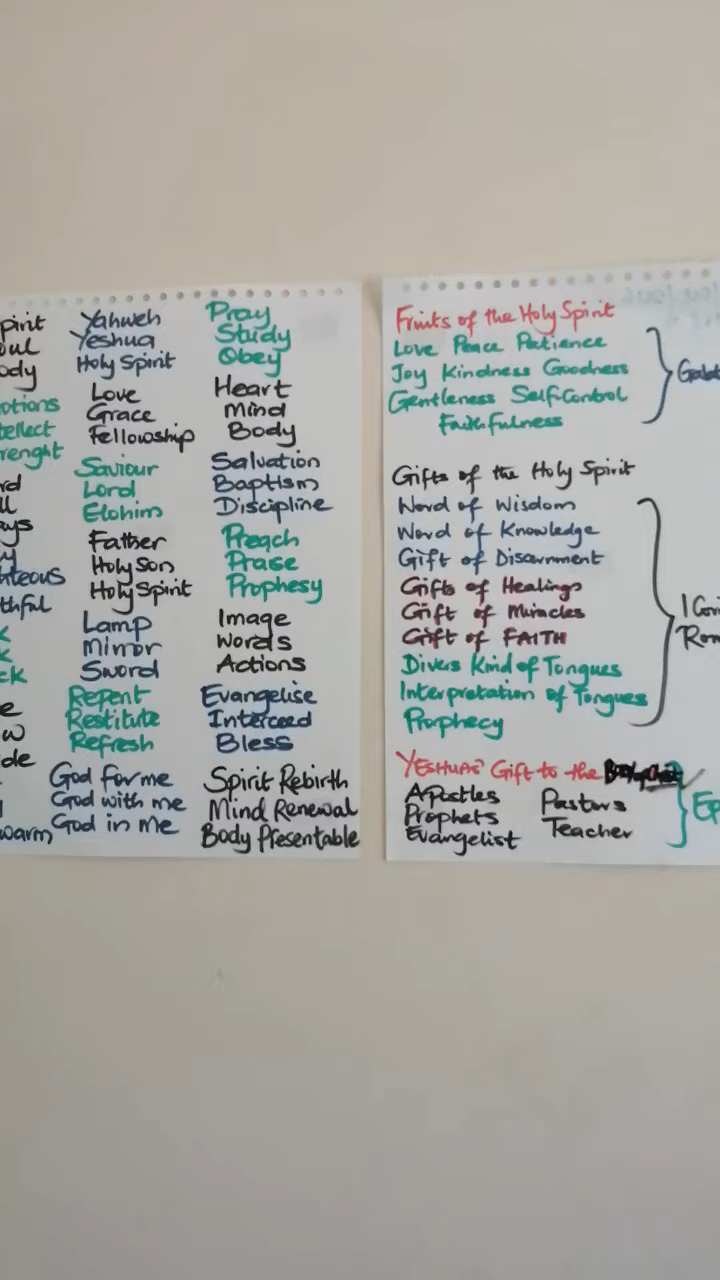 Yahweh
Yeshua
Holy Spirit
Love
Grace
Fellowship
Saviour
Lord
Elohim
Father
Holy Son
Holy Spirit
Lamp
Mirror
Sword
Repent
Restitute
Refresh
God for me
God with me
God in me
Pray
Study
Obey
Heart
Mind
Body
Salvation
Baptism
Discipline
Preach
Praise
Prophesy
Image
Words
Actions
Evangelise
Interceed
Bless
Spirit Rebirth
Mind Renewal
Body Presentable
Fruits of the Holy Spirit
Love Peace Patience
Joy Kindness Goodness
Gentleness Self-Control
Faithfulness
Gifts of the Holy Spirit
Word of Wisdom
Word of Knowledge
Gift of Discernment
Gifts of Healings
Gift of Miracles
Gift of FAITH
Divers Kind of Tongues
Interpretation of Tongues
Prophecy
YESHUAS' Gift to the
Apostles Pastors
Prophets Teacher
Evangelist